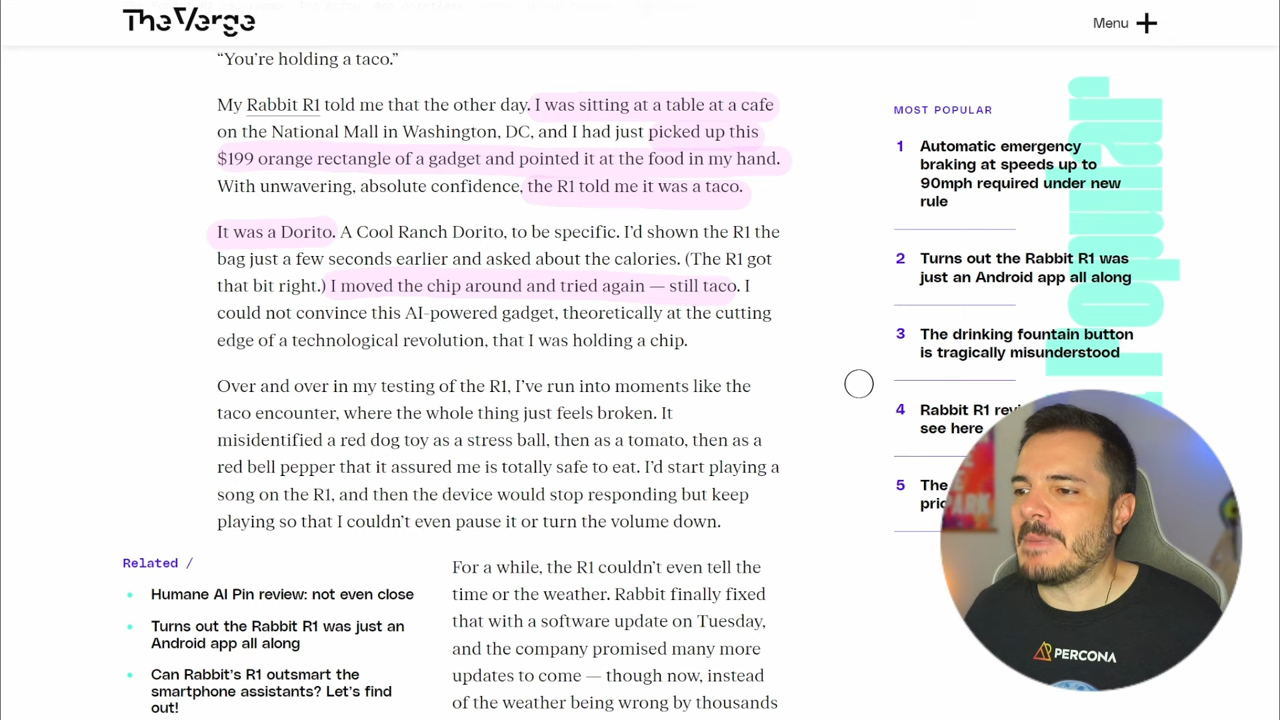 The Verge
Menu
"You're holding a taco."
My Rabbit R1 told me that the other day. I was sitting at a table at a cafe
on the National Mall in Washington, DC, and I had just picked up this
$199 orange rectangle of a gadget and pointed it at the food in my hand.
With unwavering, absolute confidence, the R1 told me it was a taco.
It was a Dorito. A Cool Ranch Dorito, to be specific. I'd shown the R1 the
bag just a few seconds earlier and asked about the calories. (The R1 got
that bit right.) I moved the chip around and tried again — still taco. I
could not convince this AI-powered gadget, theoretically at the cutting
edge of a technological revolution, that I was holding a chip.
Over and over in my testing of the R1, I've run into moments like the
taco encounter, where the whole thing just feels broken. It
misidentified a red dog toy as a stress ball, then as a tomato, then as a
red bell pepper that it assured me is totally safe to eat. I'd start playing a
song on the R1, and then the device would stop responding but keep
playing so that I couldn't even pause it or turn the volume down.
Related /
Humane AI Pin review: not even close
Turns out the Rabbit R1 was just an
Android app all along
Can Rabbit's R1 outsmart the
smartphone assistants? Let's find
out!
For a while, the R1 couldn't even tell the
time or the weather. Rabbit finally fixed
that with a software update on Tuesday,
and the company promised many more
updates to come — though now, instead
of the weather being wrong by thousands
MOST POPULAR
1 Automatic emergency
braking at speeds up to
90mph required under new
rule
2 Turns out the Rabbit R1 was
just an Android app all along
3 The drinking fountain button
is tragically misunderstood
4 Rabbit R1
see here
5 The
PARK
PERCONA